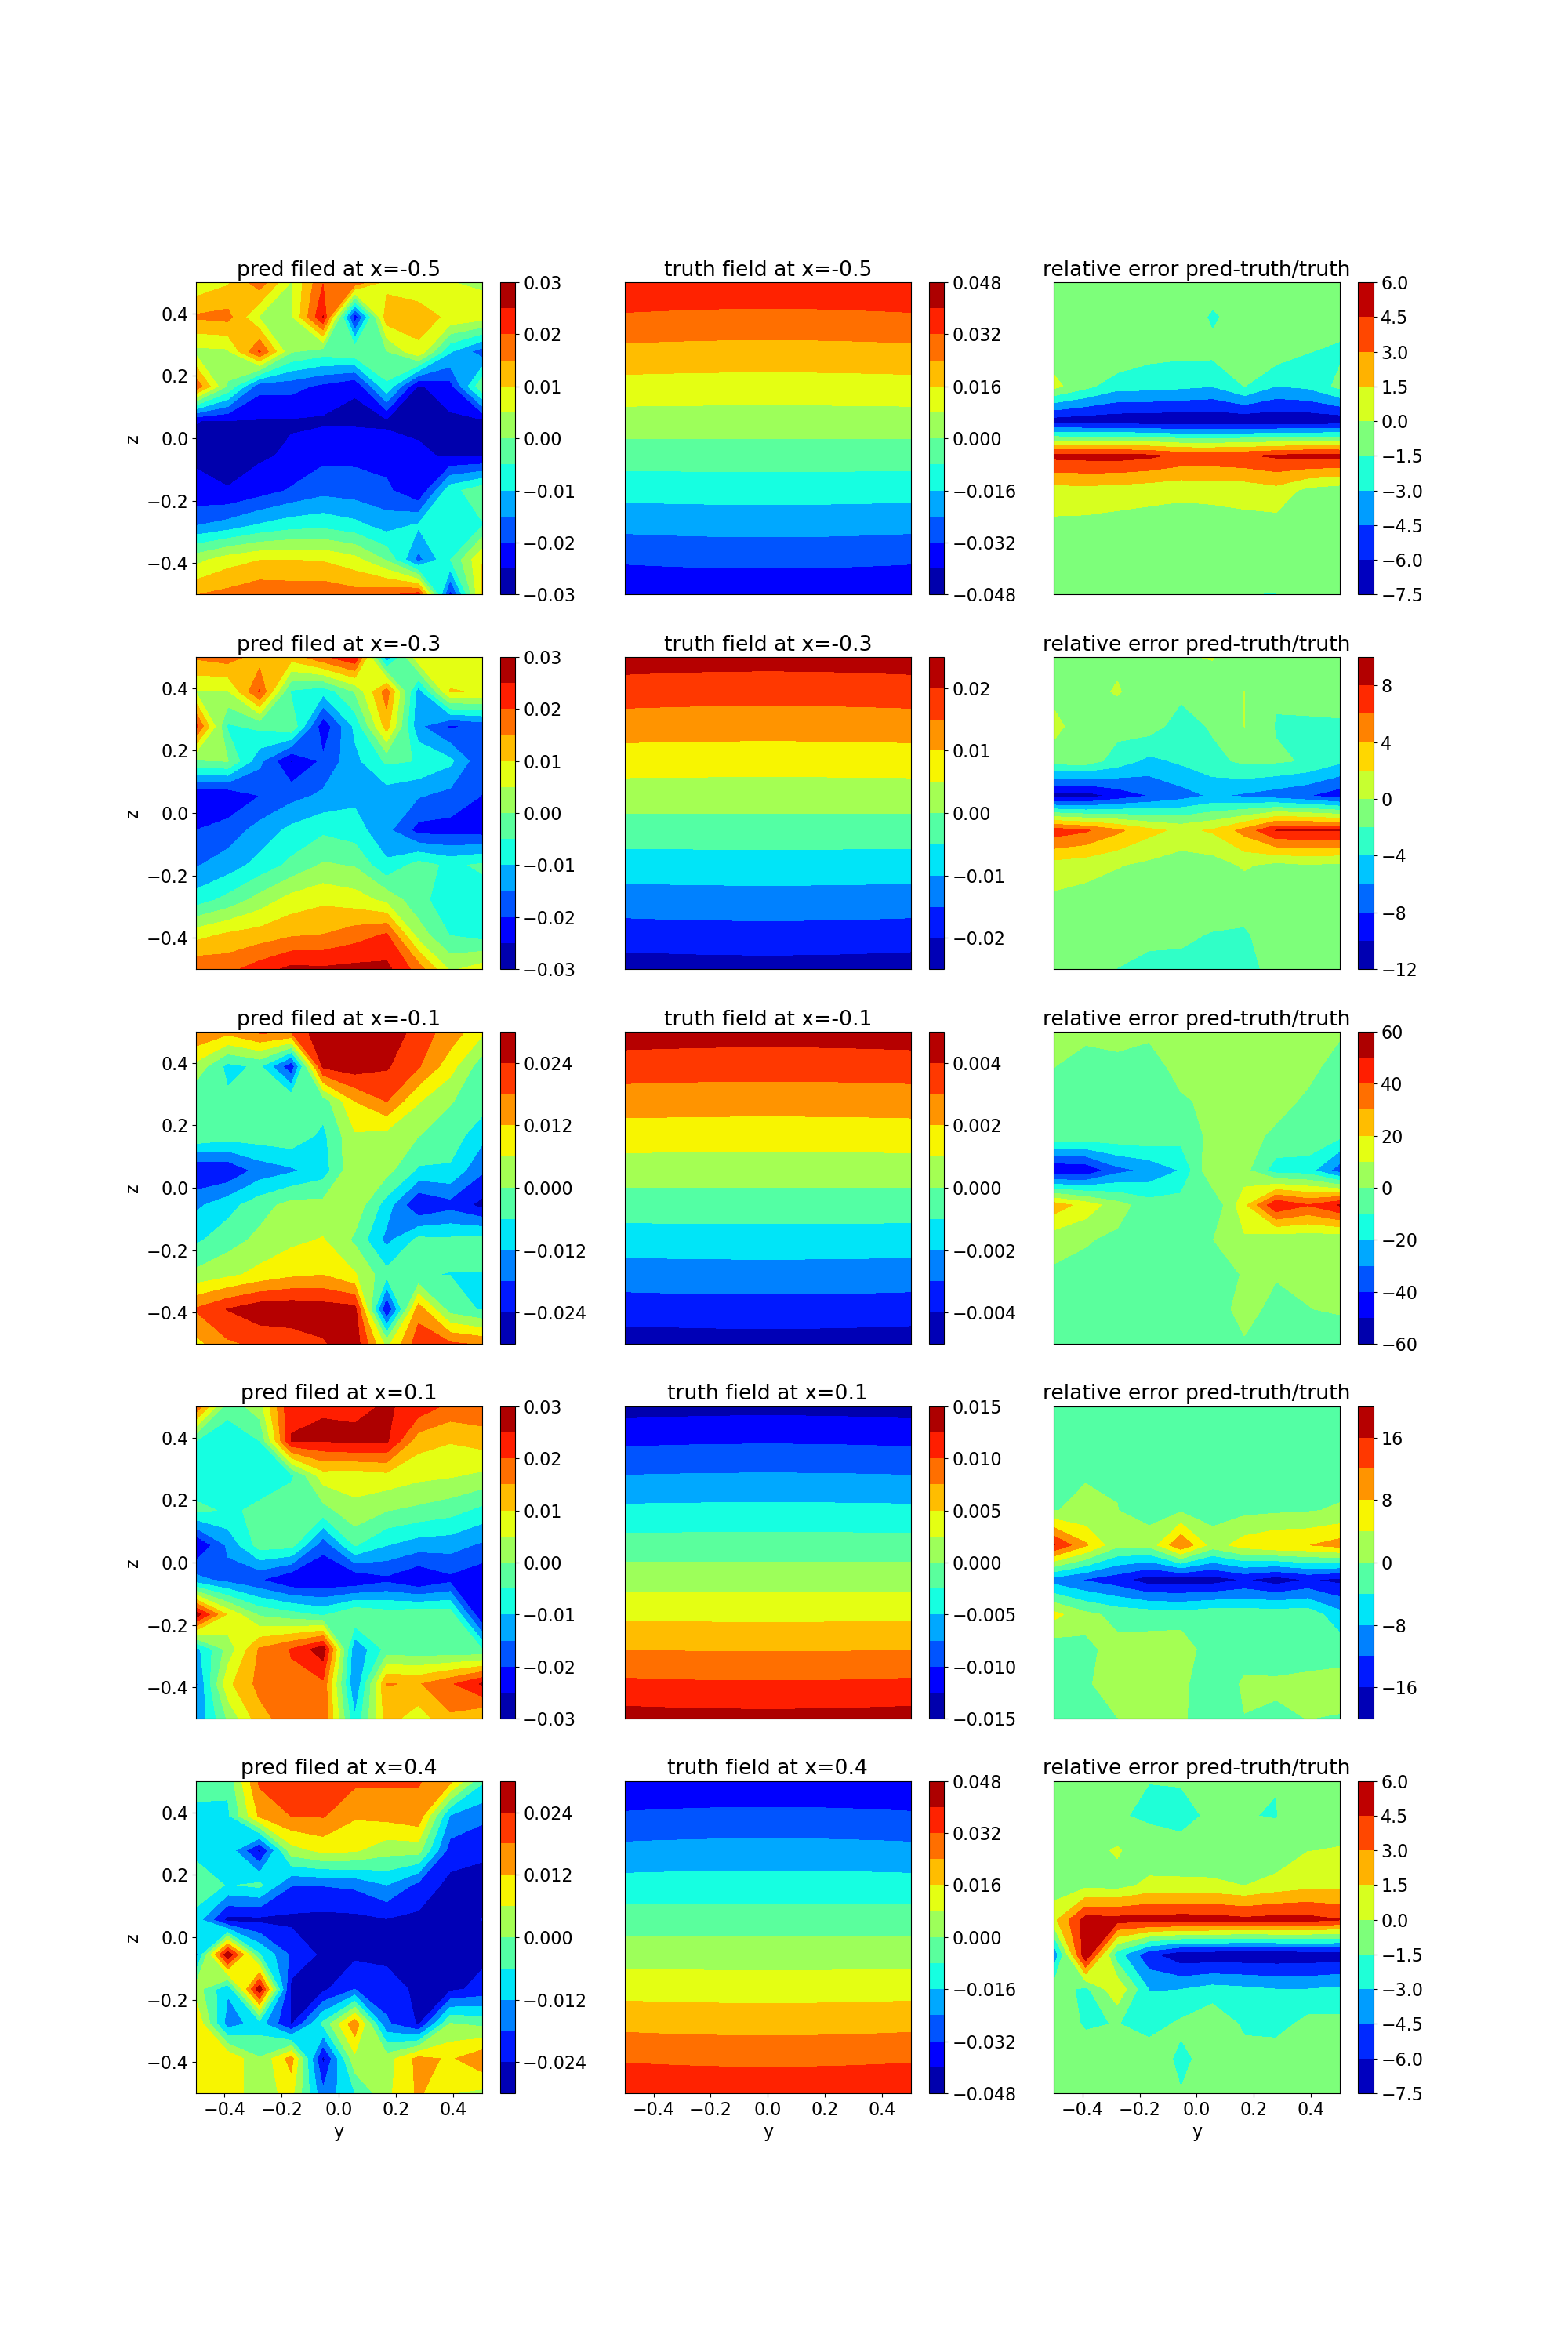 pred filed at x=-0.5 truth field at x=-0.5 relative error pred-truth/truth
z 0.4 0.2 0.0 −0.2 −0.4
0.03 0.02 0.01 0.00 −0.01 −0.02 −0.03
0.048 0.032 0.016 0.000 −0.016 −0.032 −0.048
6.0 4.5 3.0 1.5 0.0 −1.5 −3.0 −4.5 −6.0 −7.5
pred filed at x=-0.3 truth field at x=-0.3 relative error pred-truth/truth
z 0.4 0.2 0.0 −0.2 −0.4
0.03 0.02 0.01 0.00 −0.01 −0.02 −0.03
0.02 0.01 0.00 −0.01 −0.02
8 4 0 −4 −8 −12
pred filed at x=-0.1 truth field at x=-0.1 relative error pred-truth/truth
z 0.4 0.2 0.0 −0.2 −0.4
0.024 0.012 0.000 −0.012 −0.024
0.004 0.002 0.000 −0.002 −0.004
60 40 20 0 −20 −40 −60
pred filed at x=0.1 truth field at x=0.1 relative error pred-truth/truth
z 0.4 0.2 0.0 −0.2 −0.4
0.03 0.02 0.01 0.00 −0.01 −0.02 −0.03
0.015 0.010 0.005 0.000 −0.005 −0.010 −0.015
16 8 0 −8 −16
pred filed at x=0.4 truth field at x=0.4 relative error pred-truth/truth
z 0.4 0.2 0.0 −0.2 −0.4
0.024 0.012 0.000 −0.012 −0.024
0.048 0.032 0.016 0.000 −0.016 −0.032 −0.048
6.0 4.5 3.0 1.5 0.0 −1.5 −3.0 −4.5 −6.0 −7.5
−0.4 −0.2 0.0 0.2 0.4 −0.4 −0.2 0.0 0.2 0.4 −0.4 −0.2 0.0 0.2 0.4
y y y